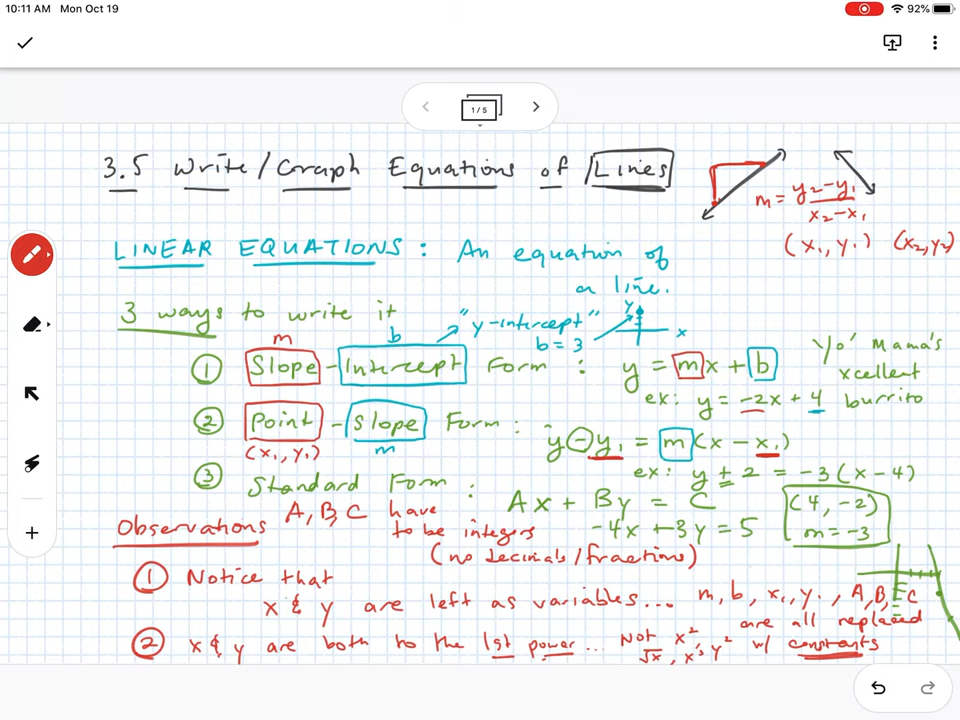 10:11 AM Mon Oct 19
92%
1/5
3.5 Write/Graph Equations of Lines
m = y₂-y₁ / x₂-x₁
(x₁, y₁) (x₂, y₂)
LINEAR EQUATIONS: An equation of
a line.
3 ways to write it
"y-intercept"
b = 3
y
x
m b
① Slope-Intercept Form : y = mx + b
ex: y = -2x + 4
Yo' Mama's
xcellent
burrito
② Point-Slope Form : y - y₁ = m(x - x₁)
(x₁, y₁) m
ex: y + 2 = -3(x-4)
③ Standard Form : Ax + By = C
-4x + 3y = 5
(4, -2)
m = -3
Observations
A, B, C have
to be integers
(no decimals/fractions)
① Notice that
x & y are left as variables... m, b, x₁, y₁, A, B, & C
are all replaced
w/ constants
② x & y are both to the 1st power... Not x²
√x, x³, y²